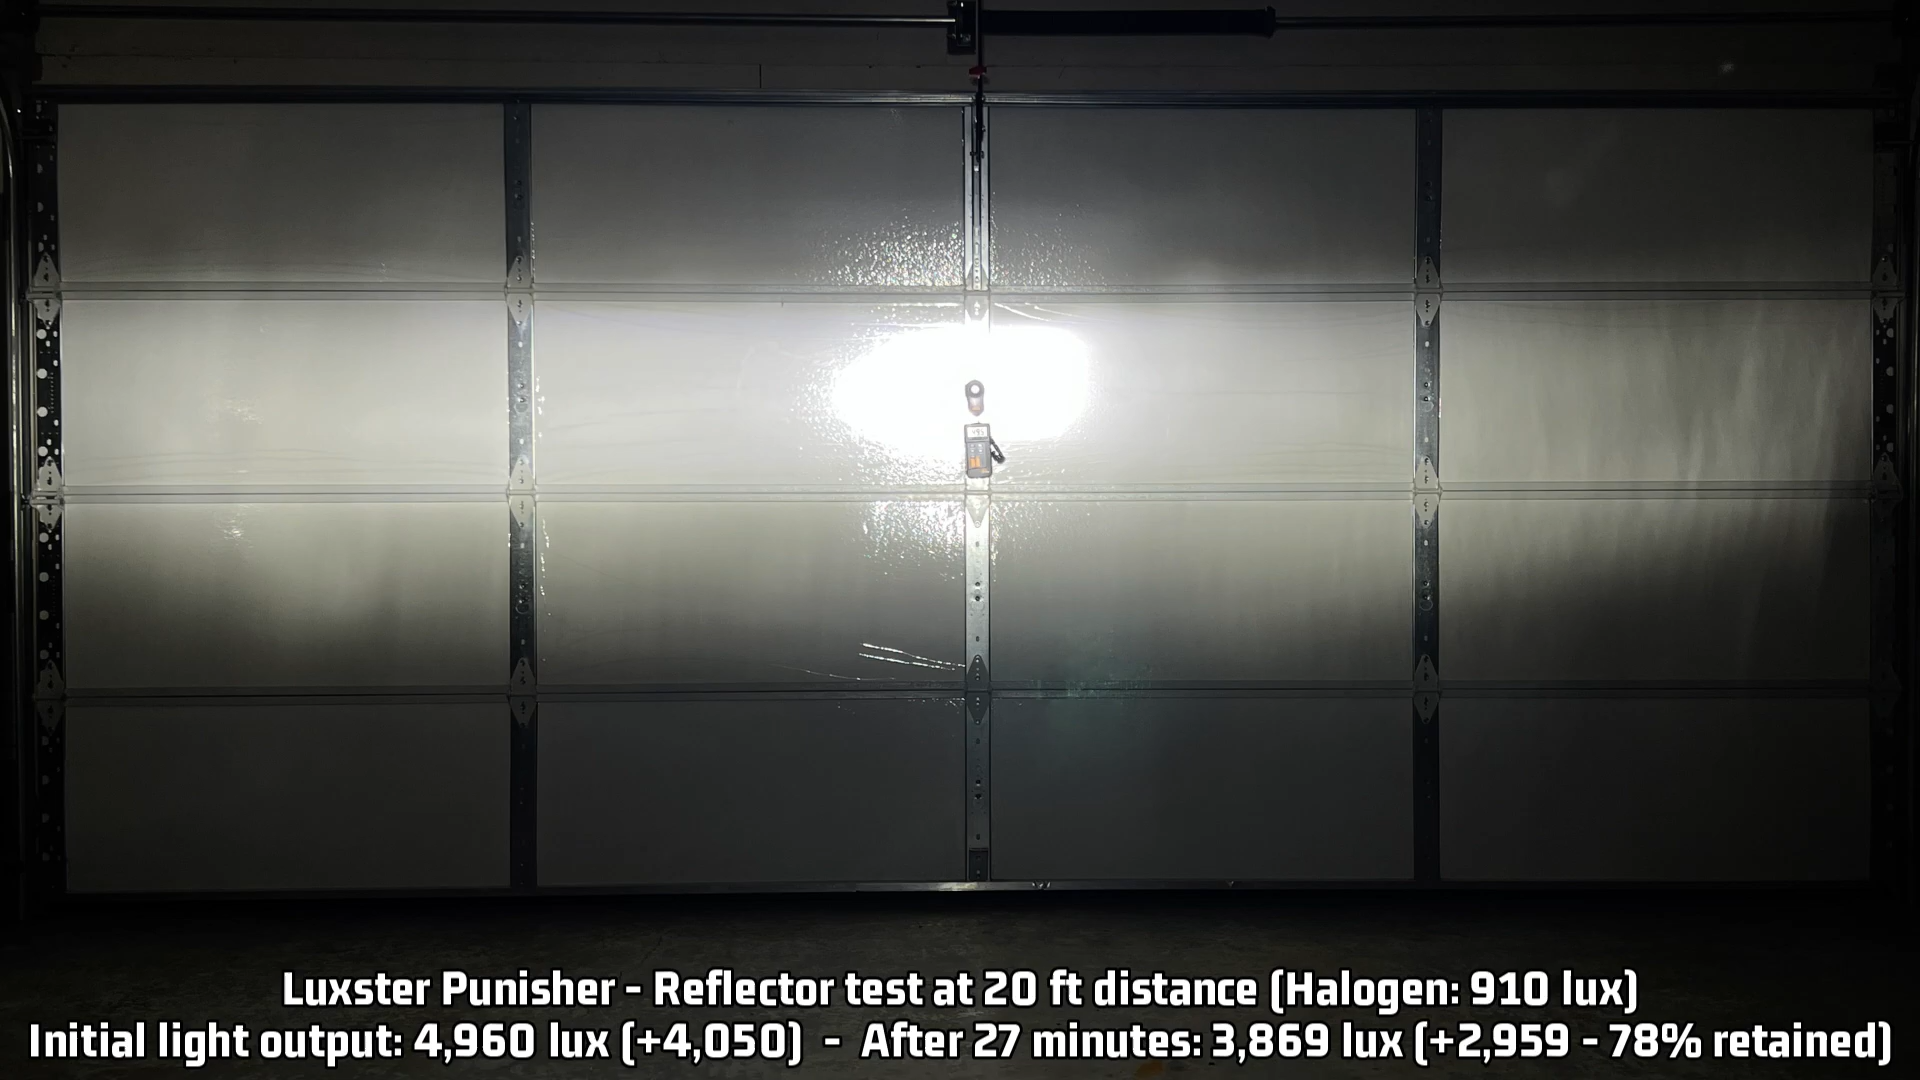 Luxster Punisher - Reflector test at 20 ft distance (Halogen: 910 lux)
Initial light output: 4,960 lux (+4,050) - After 27 minutes: 3,869 lux (+2,959 - 78% retained)